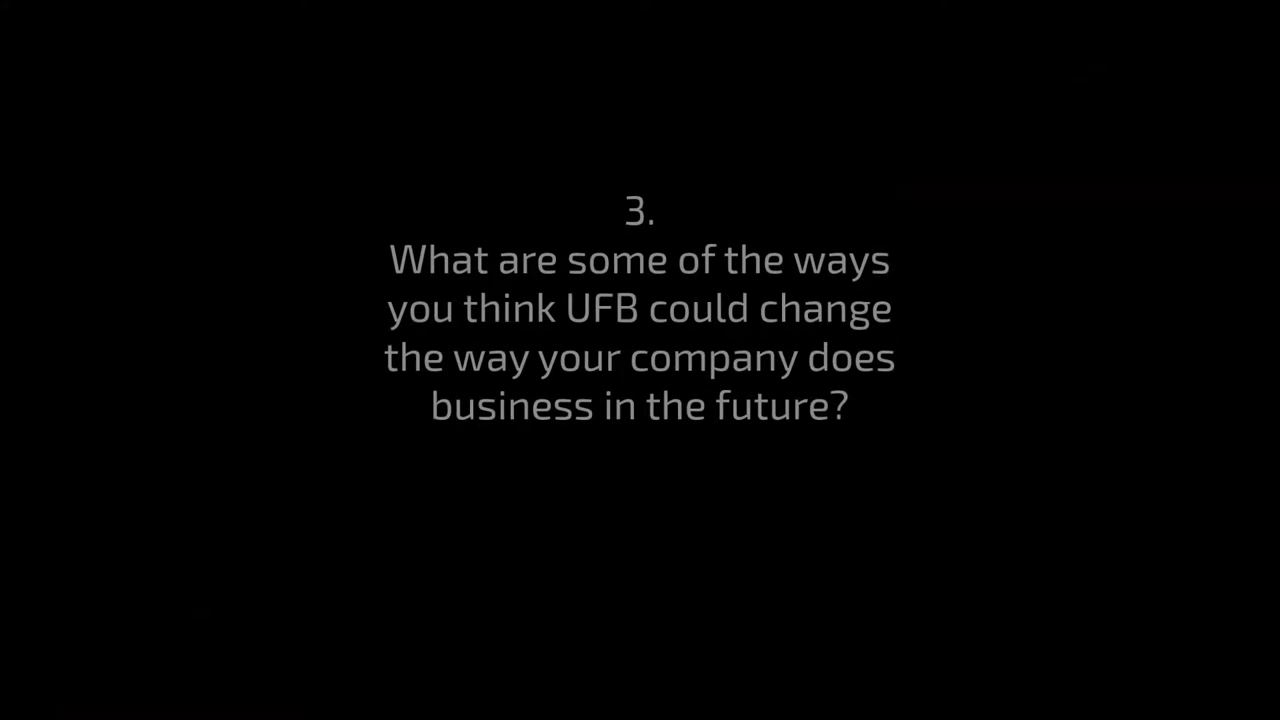 3.
What are some of the ways
you think UFB could change
the way your company does
business in the future?